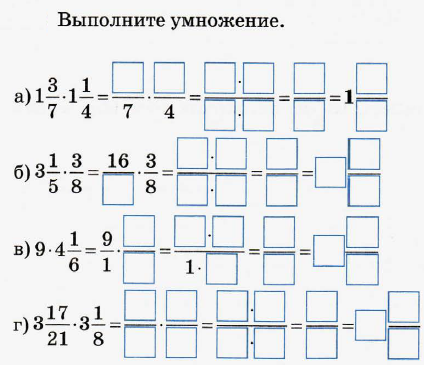 Выполните умножение.
а) 1 3/7 · 1 1/4 = □/7 · □/4 = □·□/□·□ = □/□ = 1 □/□
б) 3 1/5 · 3/8 = 16/□ · 3/8 = □·□/□·□ = □/□ = □ □/□
в) 9 · 4 1/6 = 9/1 · □/□ = □·□/1·□ = □/□ = □ □/□
г) 3 17/21 · 3 1/8 = □/□ · □/□ = □·□/□·□ = □/□ = □ □/□